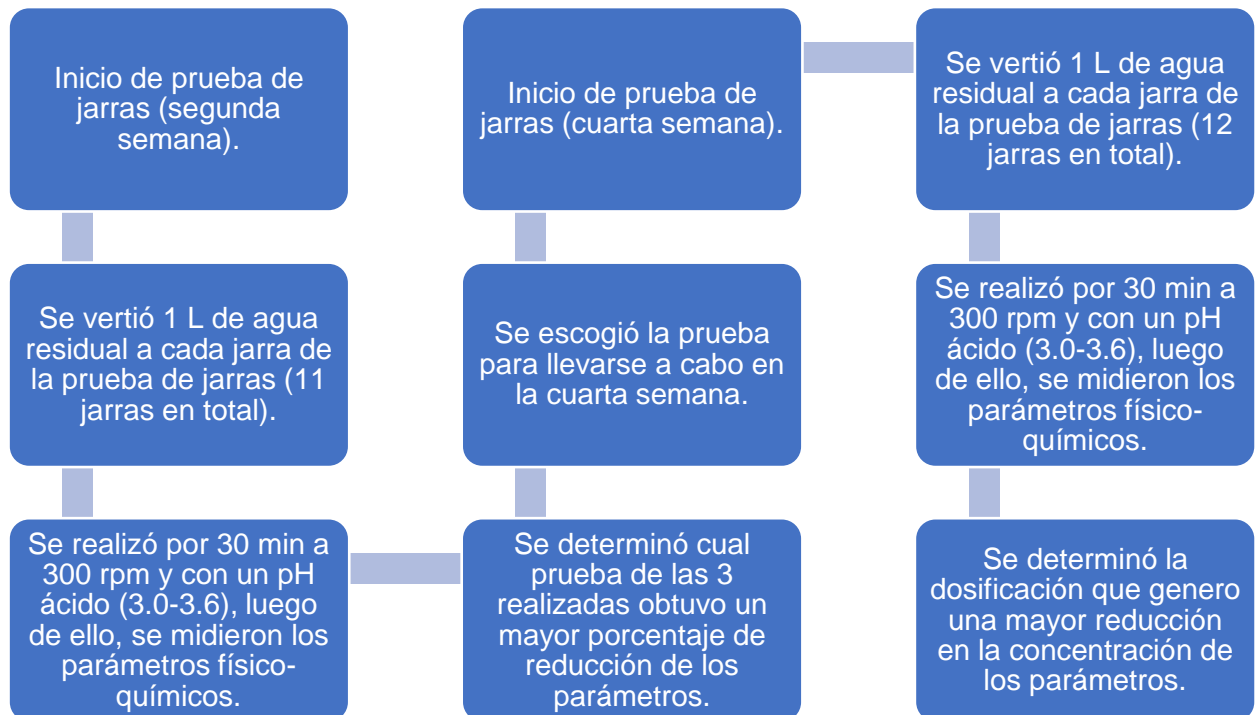 Inicio de prueba de
jarras (segunda
semana).
Se vertió 1 L de agua
residual a cada jarra de
la prueba de jarras (11
jarras en total).
Se realizó por 30 min a
300 rpm y con un pH
ácido (3.0-3.6), luego
de ello, se midieron los
parámetros físico-
químicos.
Se determinó cual
prueba de las 3
realizadas obtuvo un
mayor porcentaje de
reducción de los
parámetros.
Se escogió la prueba
para llevarse a cabo en
la cuarta semana.
Inicio de prueba de
jarras (cuarta semana).
Se vertió 1 L de agua
residual a cada jarra de
la prueba de jarras (12
jarras en total).
Se realizó por 30 min a
300 rpm y con un pH
ácido (3.0-3.6), luego
de ello, se midieron los
parámetros físico-
químicos.
Se determinó la
dosificación que genero
una mayor reducción
en la concentración de
los parámetros.